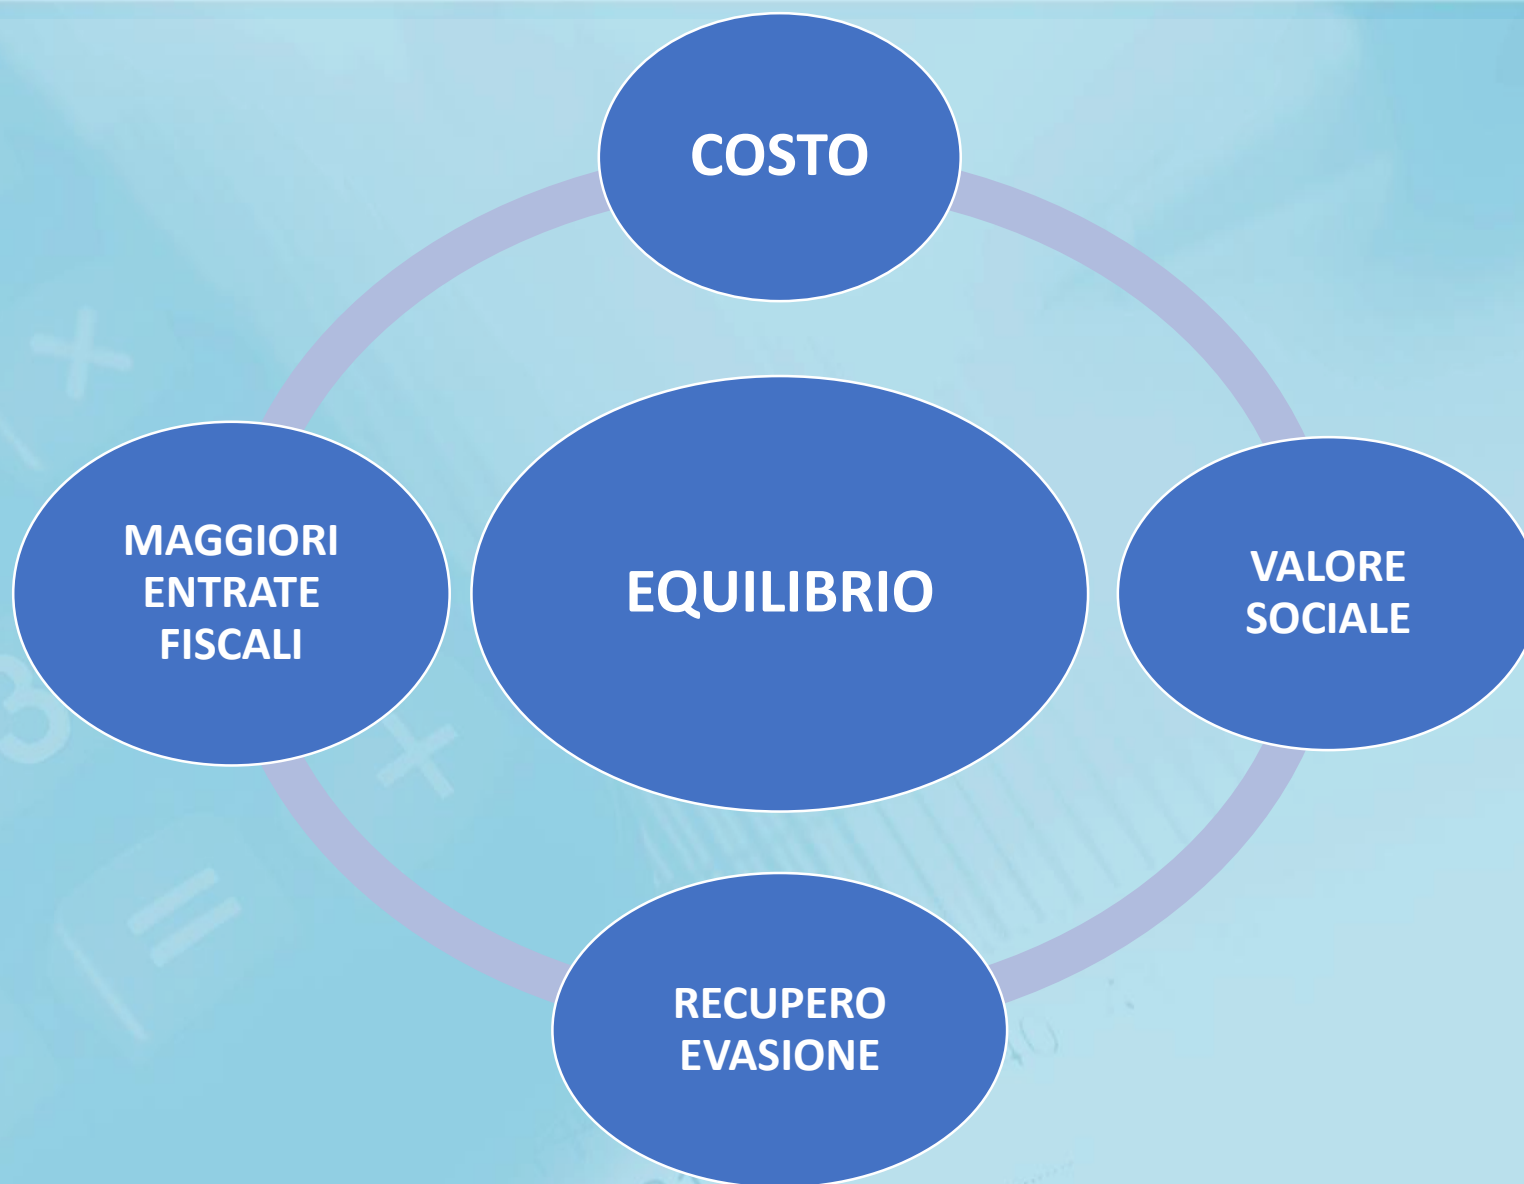 COSTO
MAGGIORI
ENTRATE
FISCALI
EQUILIBRIO
VALORE
SOCIALE
RECUPERO
EVASIONE